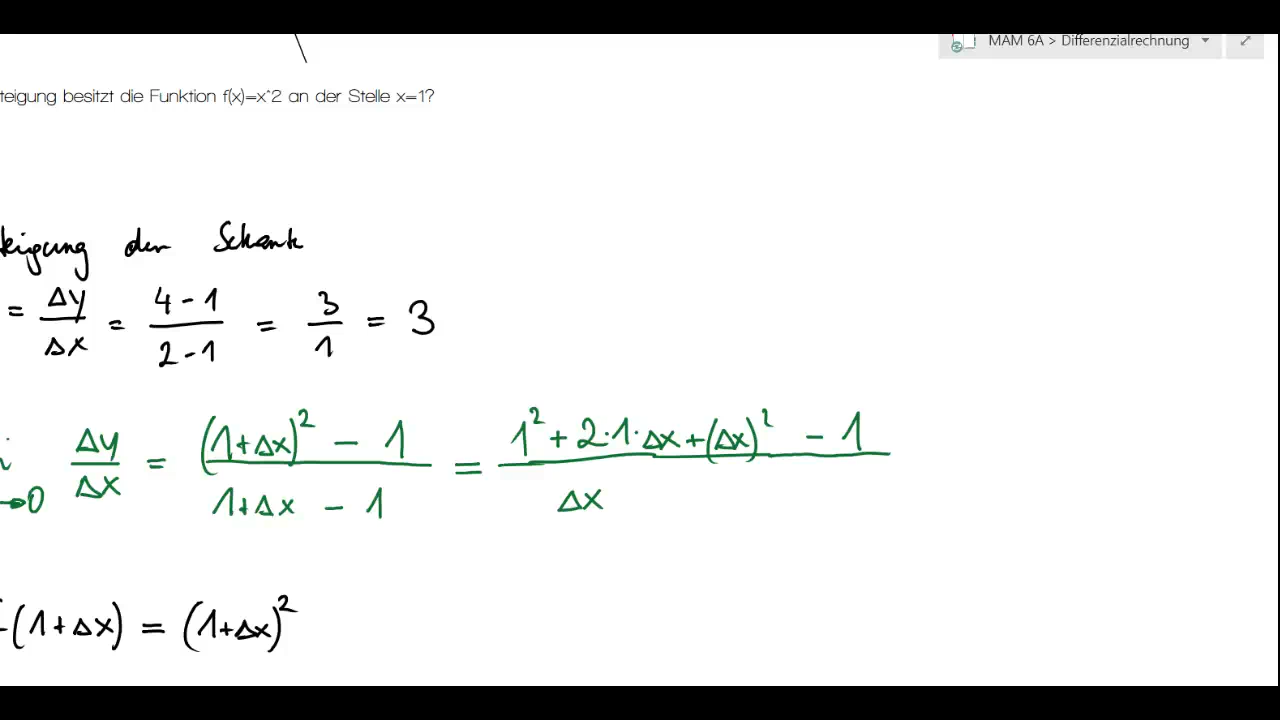 MAM 6A > Differenzialrechnung
teigung besitzt die Funktion f(x)=x^2 an der Stelle x=1?
eigung der Sekante
= Δy/Δx = (4-1)/(2-1) = 3/1 = 3
→0 Δy/Δx = ((1+Δx)² - 1)/(1+Δx - 1) = (1² + 2·1·Δx + (Δx)² - 1)/Δx
(1+Δx) = (1+Δx)²